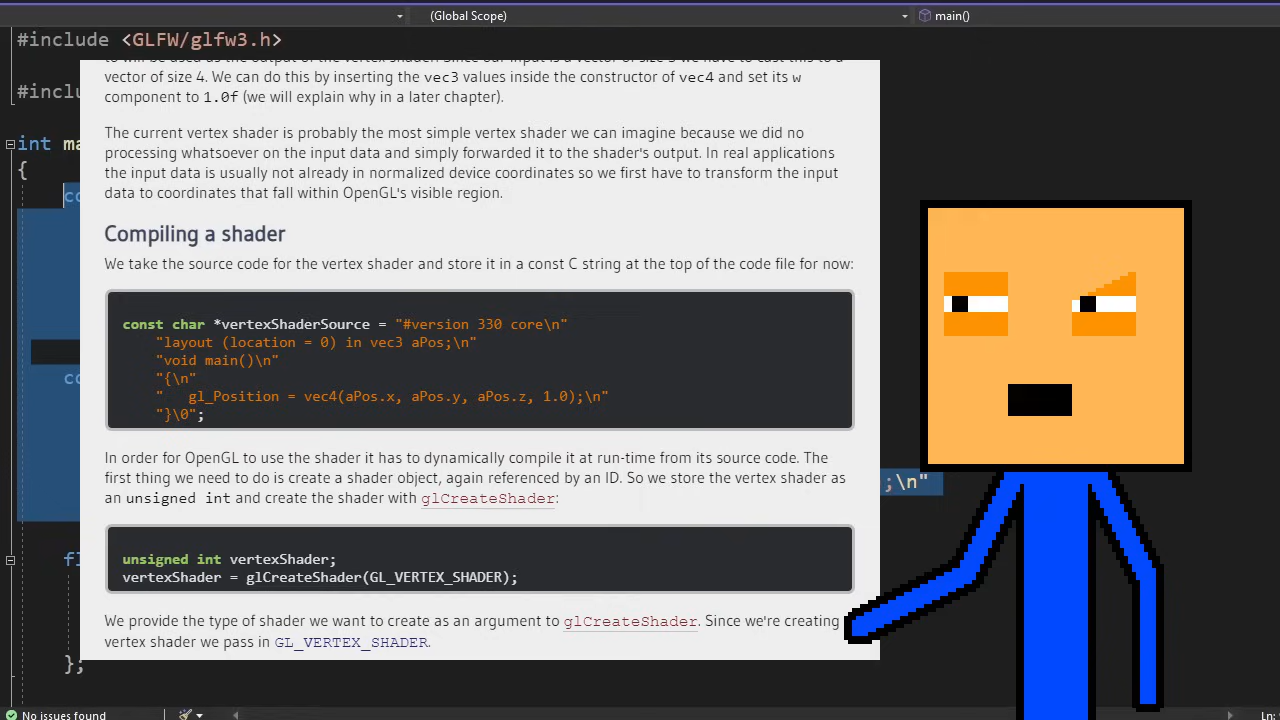 (Global Scope) main()
#include <GLFW/glfw3.h>
vector of size 4. We can do this by inserting the vec3 values inside the constructor of vec4 and set its w
component to 1.0f (we will explain why in a later chapter).
The current vertex shader is probably the most simple vertex shader we can imagine because we did no
processing whatsoever on the input data and simply forwarded it to the shader's output. In real applications
the input data is usually not already in normalized device coordinates so we first have to transform the input
data to coordinates that fall within OpenGL's visible region.
Compiling a shader
We take the source code for the vertex shader and store it in a const C string at the top of the code file for now:
const char *vertexShaderSource = "#version 330 core\n"
"layout (location = 0) in vec3 aPos;\n"
"void main()\n"
"{\n"
"   gl_Position = vec4(aPos.x, aPos.y, aPos.z, 1.0);\n"
"}\0";
In order for OpenGL to use the shader it has to dynamically compile it at run-time from its source code. The
first thing we need to do is create a shader object, again referenced by an ID. So we store the vertex shader as
an unsigned int and create the shader with glCreateShader:
unsigned int vertexShader;
vertexShader = glCreateShader(GL_VERTEX_SHADER);
We provide the type of shader we want to create as an argument to glCreateShader. Since we're creating
vertex shader we pass in GL_VERTEX_SHADER.
int
{
;\n"
};
No issues found
Ln: